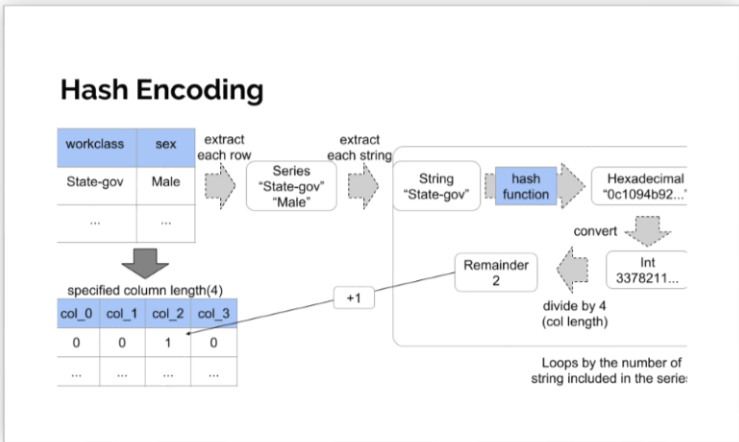 Hash Encoding
workclass sex
State-gov Male
... ...
extract
each row
Series
“State-gov”
“Male”
extract
each string
String
“State-gov”
hash
function
Hexadecimal
“0c1094b92...”
convert
Int
3378211...
divide by 4
(col length)
Remainder
2
+1
specified column length(4)
col_0 col_1 col_2 col_3
0 0 1 0
... ... ... ...
Loops by the number of
string included in the serie